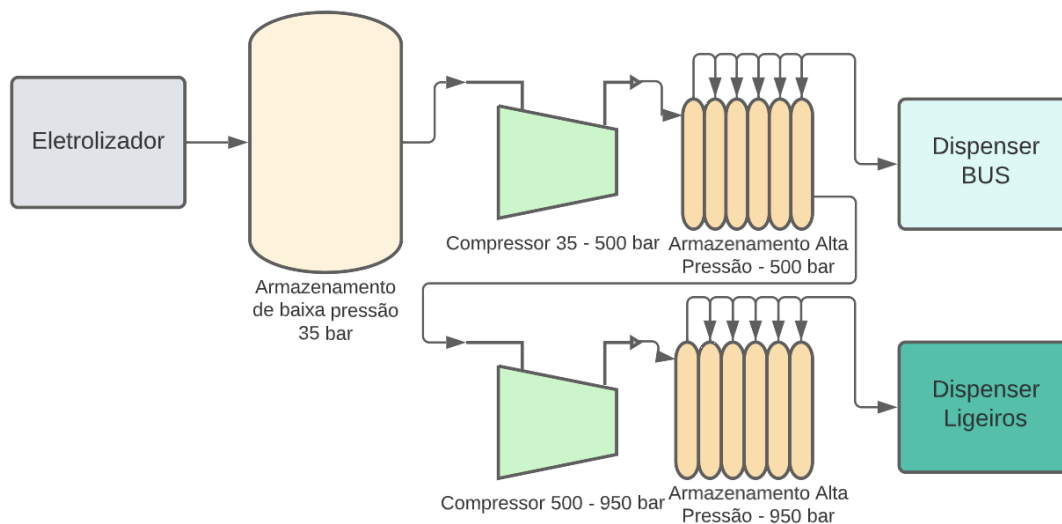 Eletrolizador
Armazenamento
de baixa pressão
35 bar
Compressor 35 - 500 bar
Armazenamento Alta
Pressão - 500 bar
Dispenser
BUS
Compressor 500 - 950 bar
Armazenamento Alta
Pressão - 950 bar
Dispenser
Ligeiros